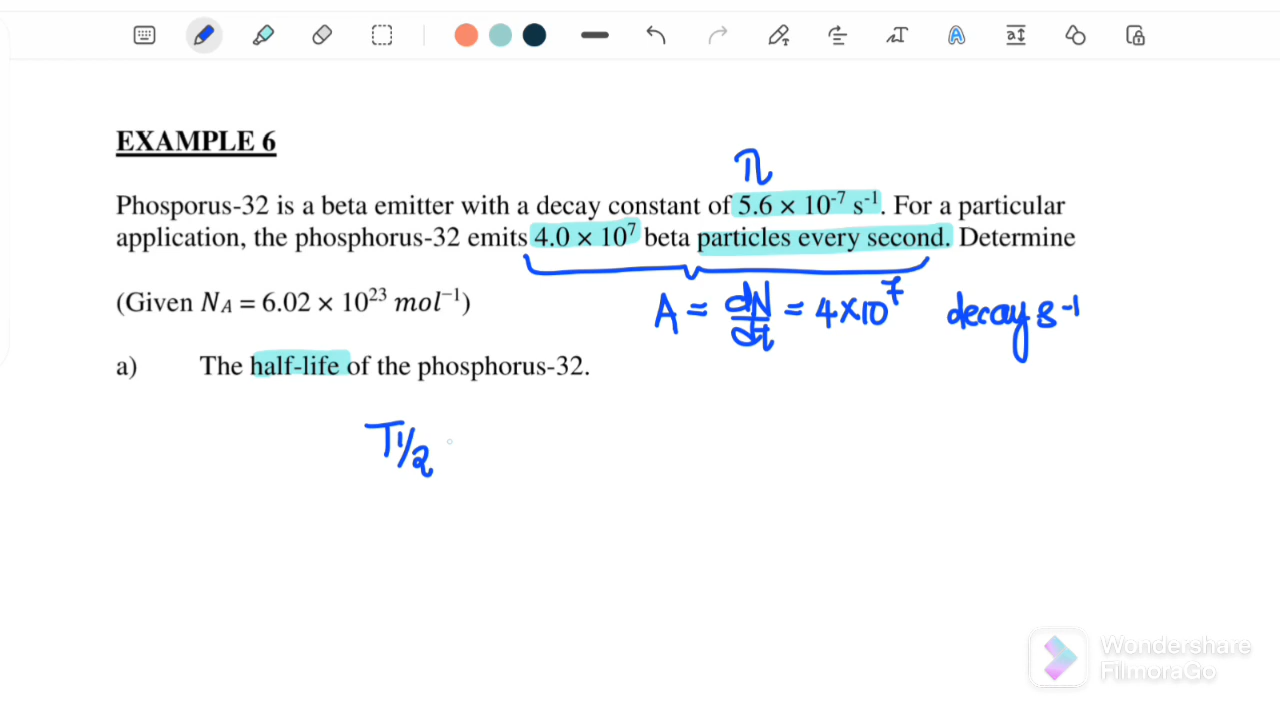 EXAMPLE 6
λ
Phosporus-32 is a beta emitter with a decay constant of 5.6 × 10⁻⁷ s⁻¹. For a particular
application, the phosphorus-32 emits 4.0 × 10⁷ beta particles every second. Determine
(Given N_A = 6.02 × 10²³ mol⁻¹)
A = dN/dt = 4×10⁷ decay s⁻¹
a) The half-life of the phosphorus-32.
T1/2
Wondershare
FilmoraGo